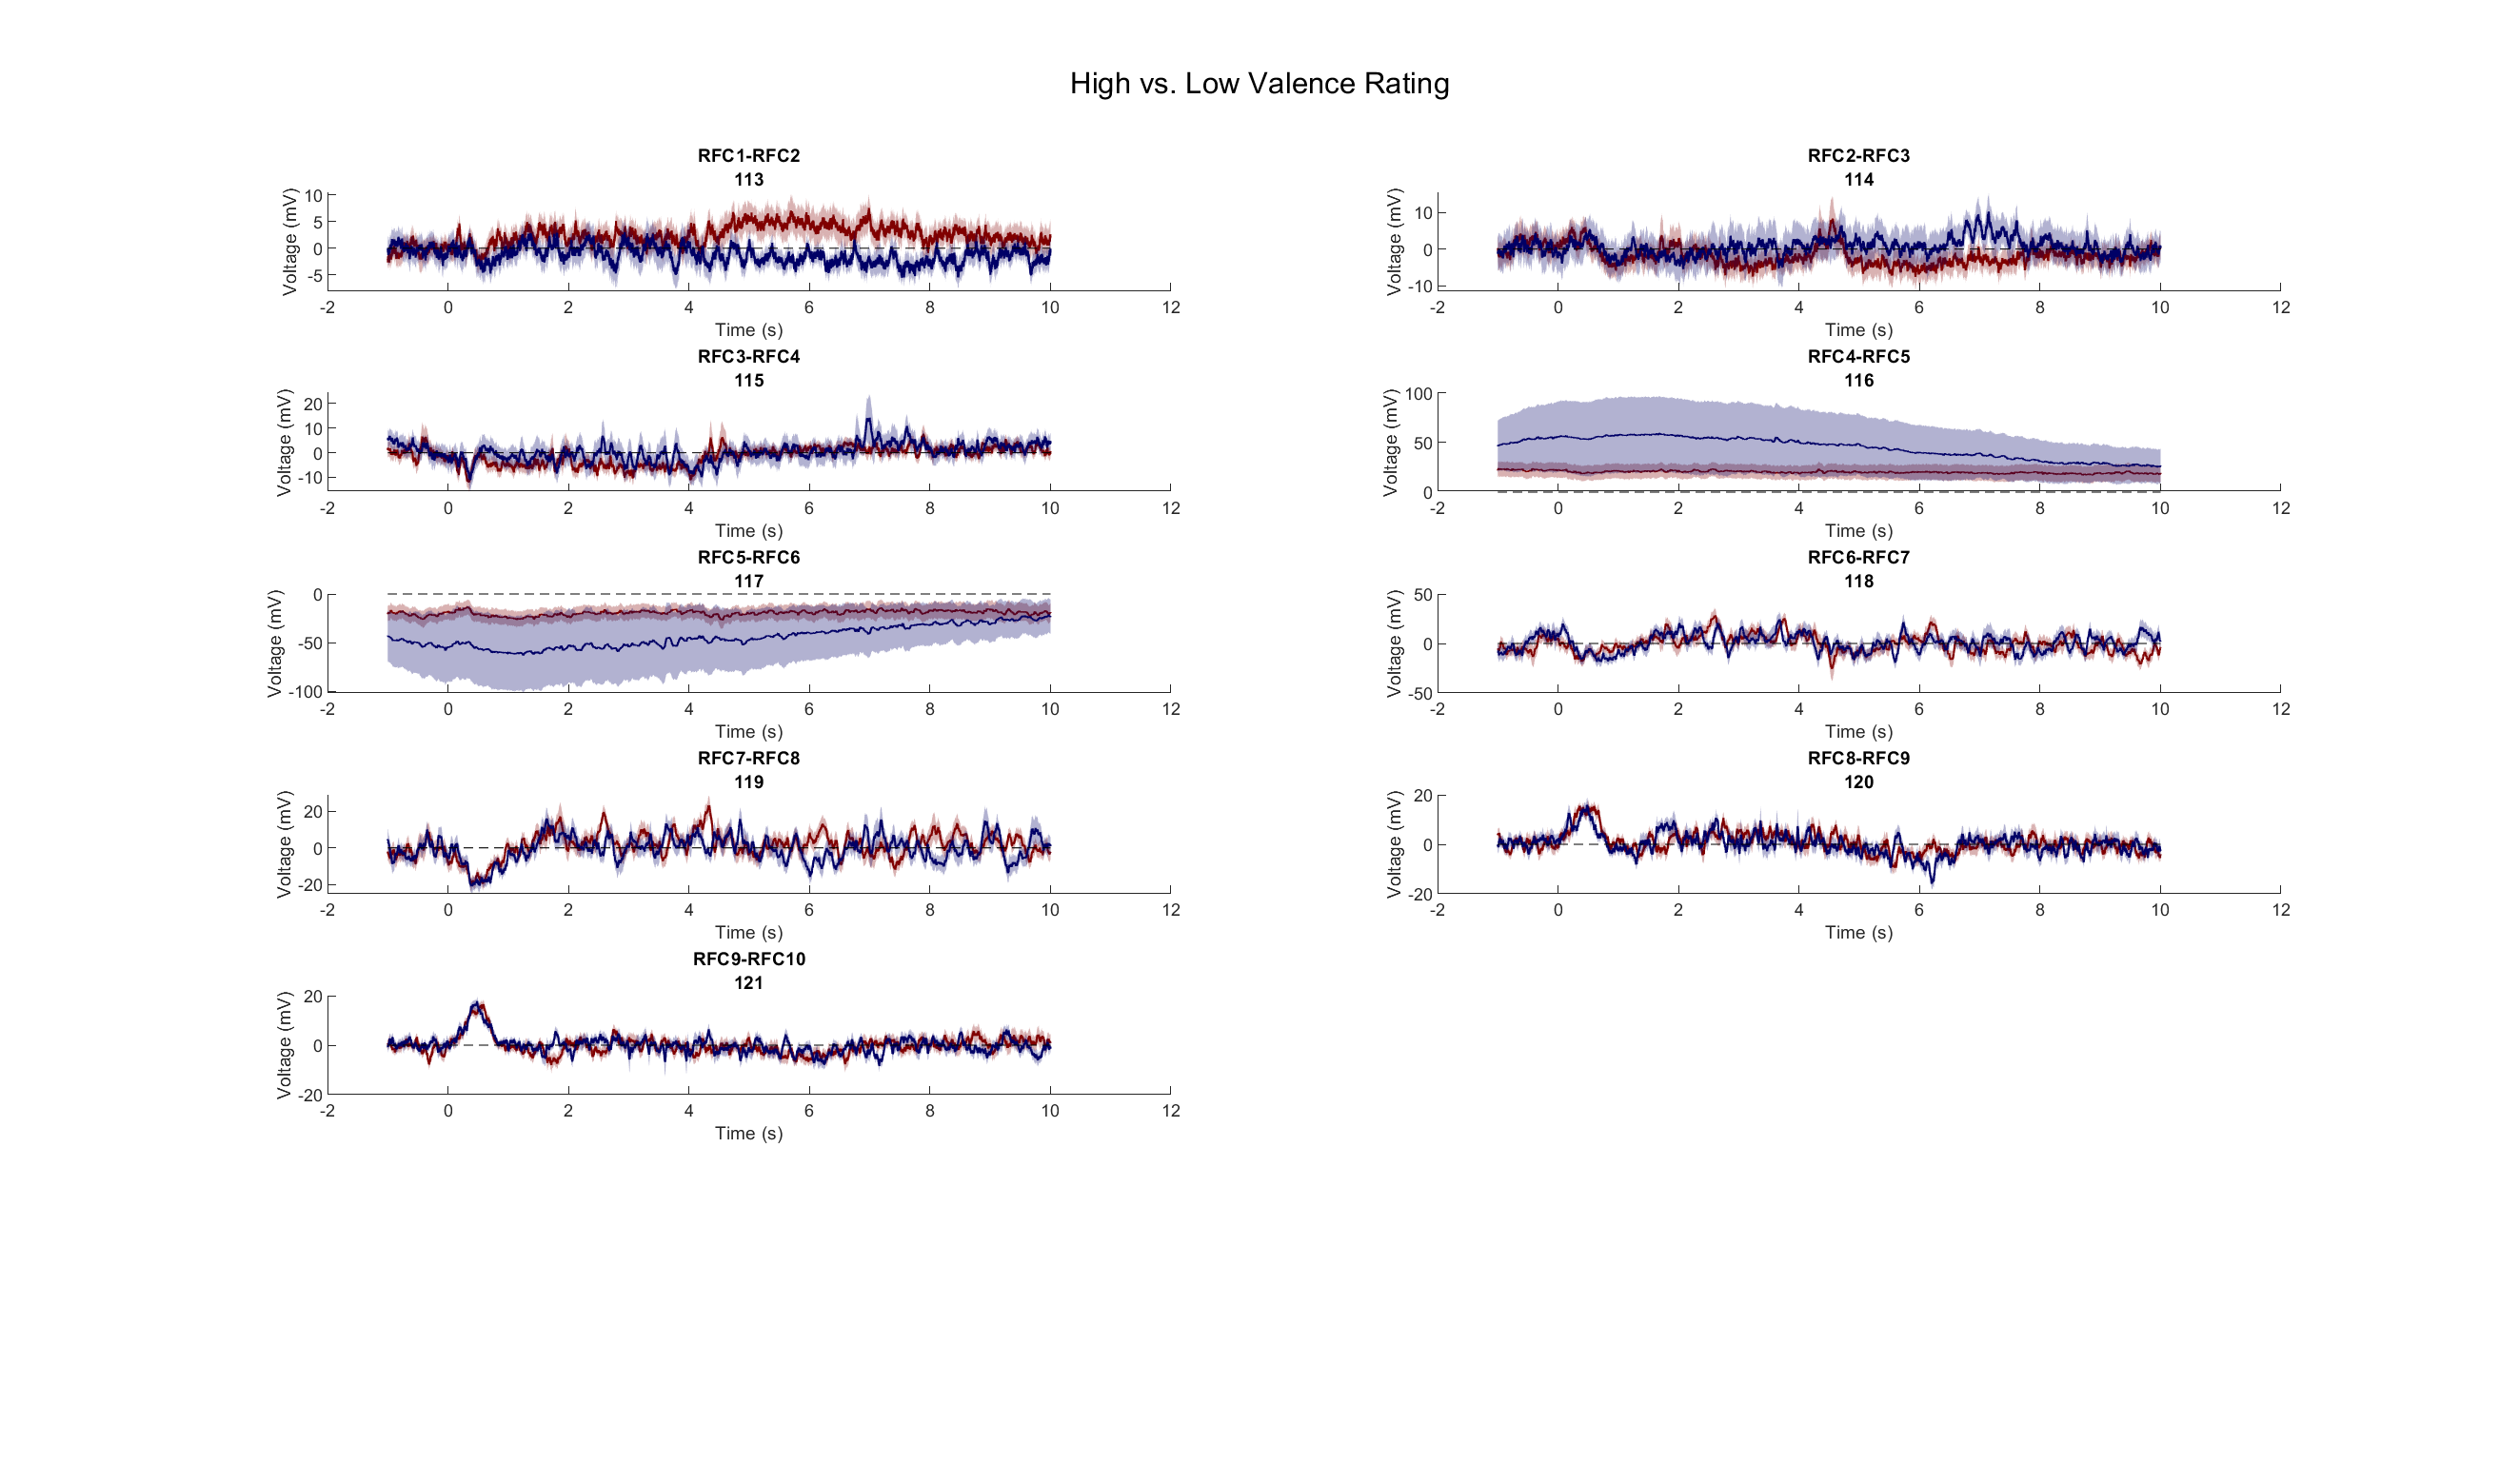 High vs. Low Valence Rating
RFC1-RFC2
113
Voltage (mV)
10
5
0
-5
-2 0 2 4 6 8 10 12
Time (s)
RFC2-RFC3
114
Voltage (mV)
10
0
-10
-2 0 2 4 6 8 10 12
Time (s)
RFC3-RFC4
115
Voltage (mV)
20
10
0
-10
-2 0 2 4 6 8 10 12
Time (s)
RFC4-RFC5
116
Voltage (mV)
100
50
0
-2 0 2 4 6 8 10 12
Time (s)
RFC5-RFC6
117
Voltage (mV)
0
-50
-100
-2 0 2 4 6 8 10 12
Time (s)
RFC6-RFC7
118
Voltage (mV)
50
0
-50
-2 0 2 4 6 8 10 12
Time (s)
RFC7-RFC8
119
Voltage (mV)
20
0
-20
-2 0 2 4 6 8 10 12
Time (s)
RFC8-RFC9
120
Voltage (mV)
20
0
-20
-2 0 2 4 6 8 10 12
Time (s)
RFC9-RFC10
121
Voltage (mV)
20
0
-20
-2 0 2 4 6 8 10 12
Time (s)